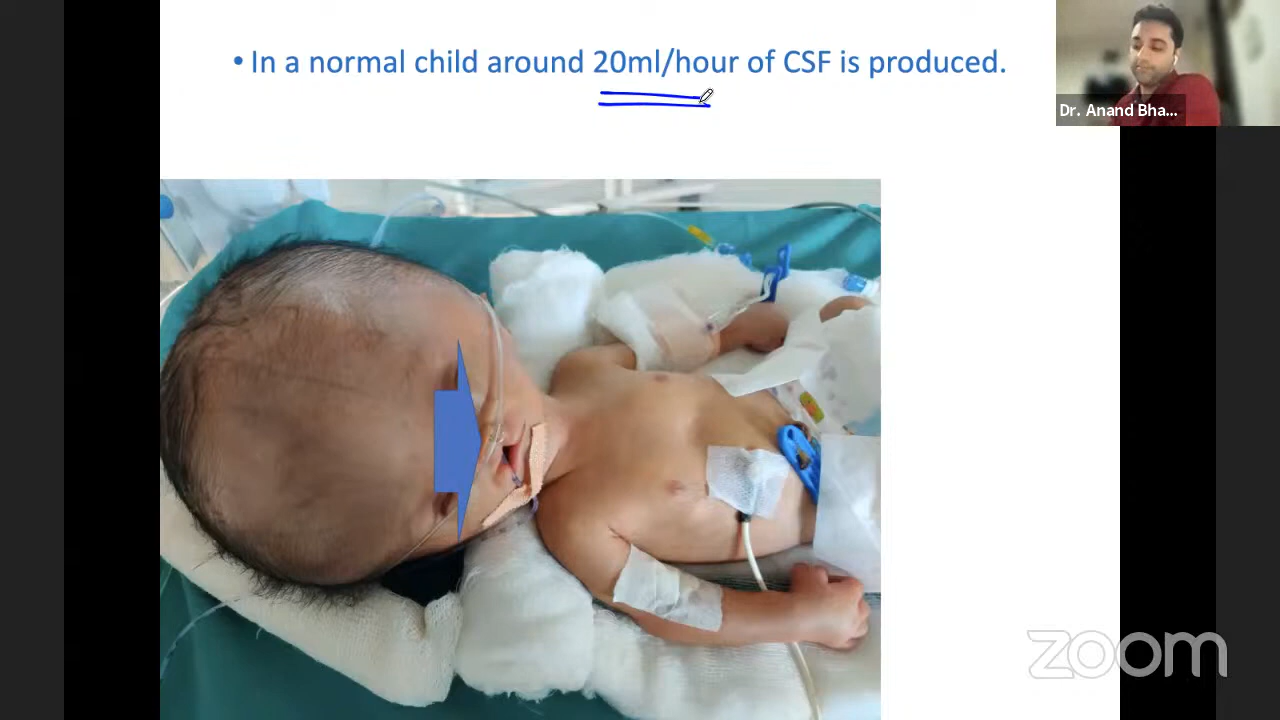 • In a normal child around 20ml/hour of CSF is produced.
Dr. Anand Bha...
zoom